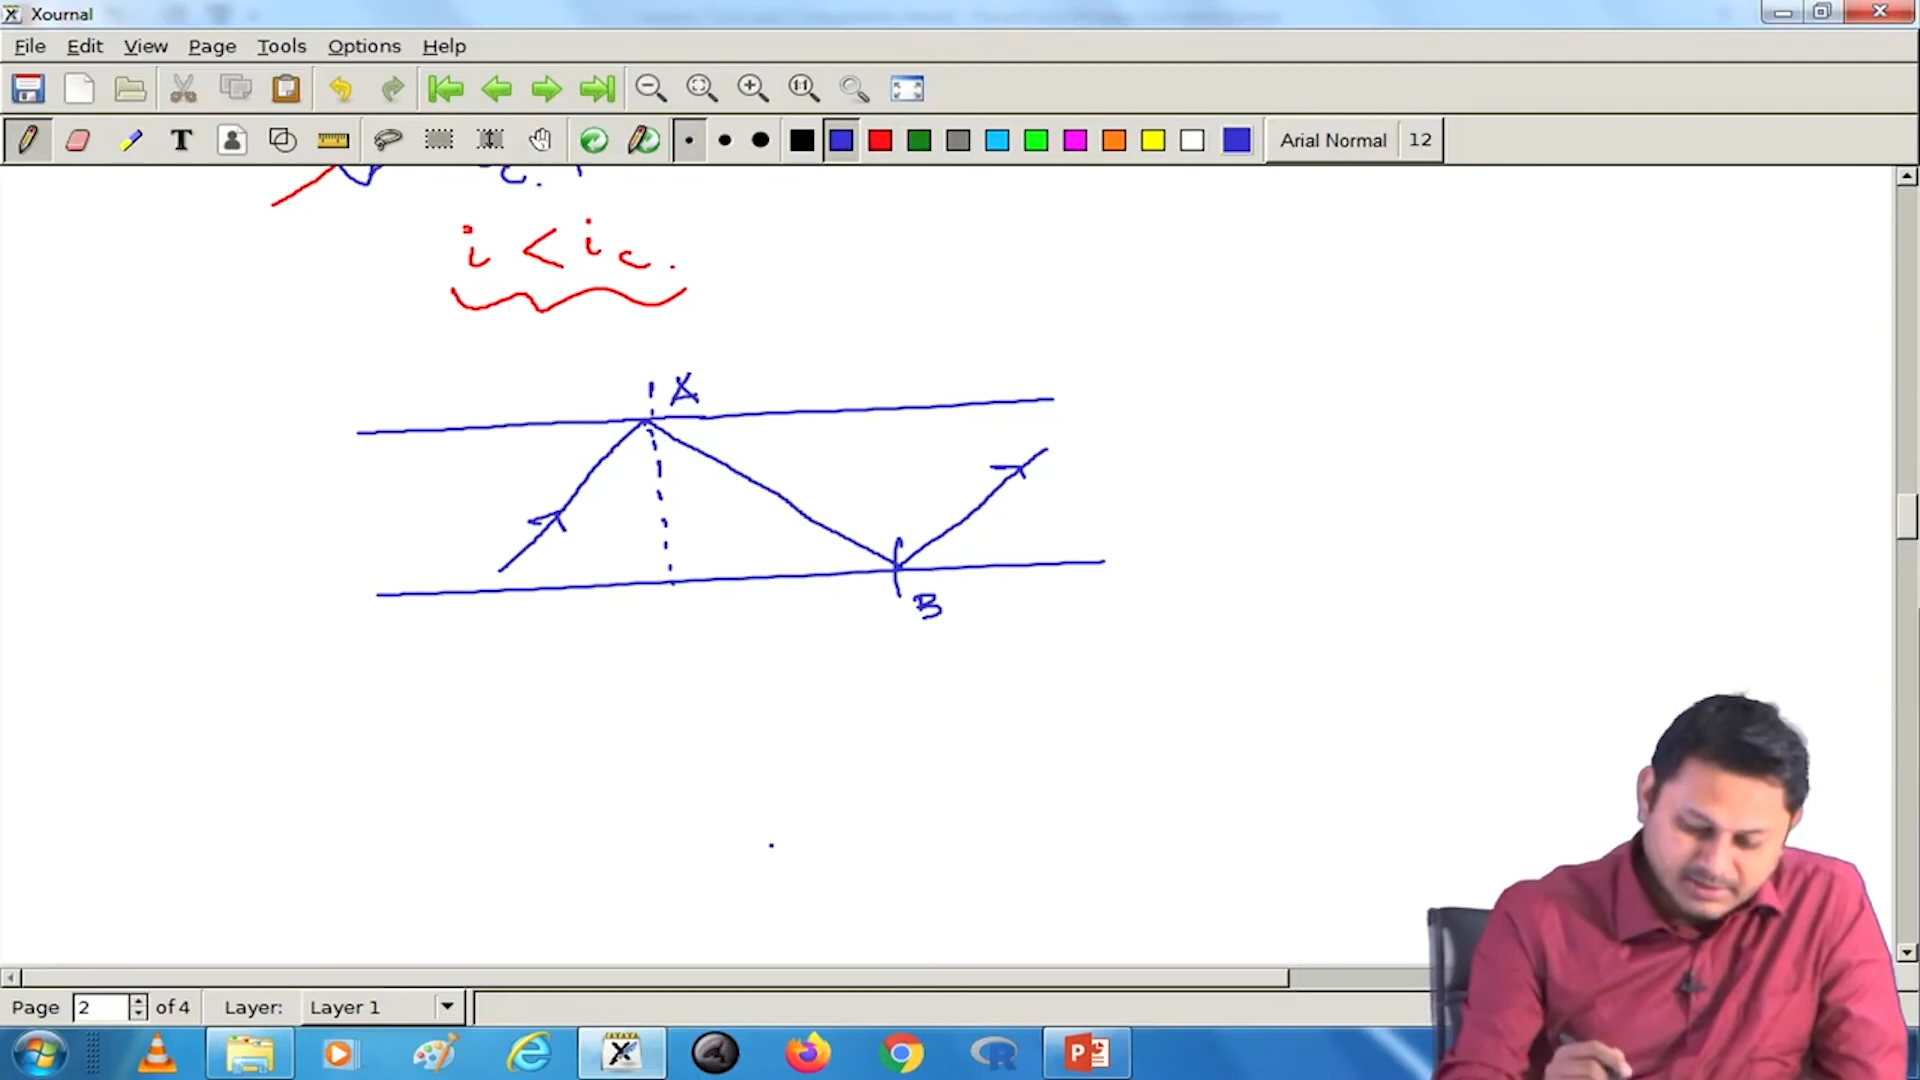 Xournal
File Edit View Page Tools Options Help
T Arial Normal 12
c.
i < ic.
A
B
Page 2 of 4 Layer: Layer 1